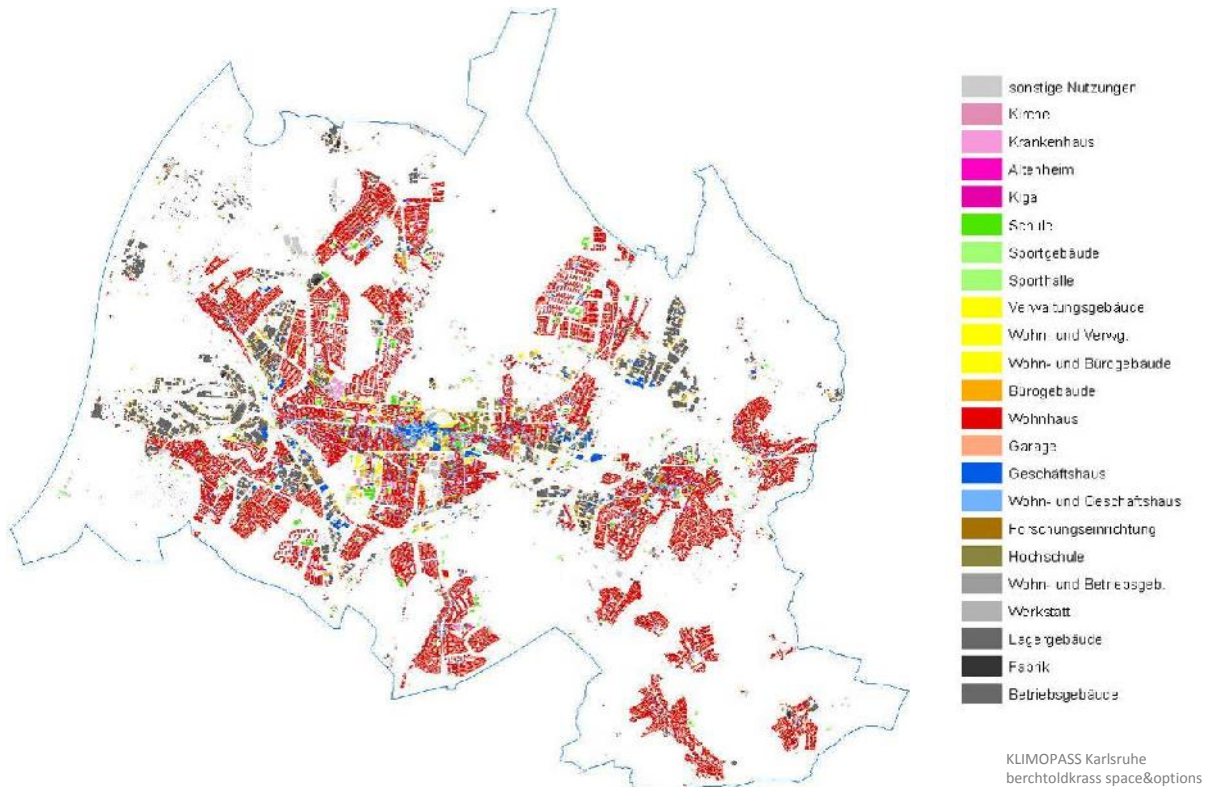 sonstige Nutzungen
Kirche
Krankenhaus
Altenheim
Kiga
Schule
Sportgebäude
Sporthalle
Verwaltungsgebäude
Wohn- und Verwg.
Wohn- und Bürogebäude
Bürogebäude
Wohnhaus
Garage
Geschäftshaus
Wohn- und Geschäftshaus
Forschungseinrichtung
Hochschule
Wohn- und Betriebsgeb.
Werkstatt
Lagergebäude
Fabrik
Betriebsgebäude
KLIMOPASS Karlsruhe
berchtoldkrass space&options